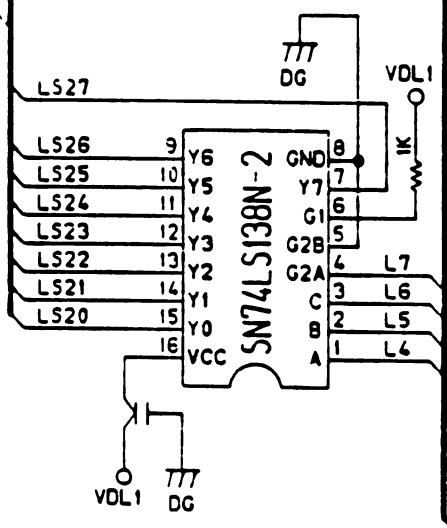 DG
VDL1
LS27
1K
LS26 9 Y6 GND 8
LS25 10 Y5 Y7 7
LS24 11 Y4 G1 6
LS23 12 Y3 G2B 5
LS22 13 Y2 G2A 4 L7
LS21 14 Y1 C 3 L6
LS20 15 Y0 B 2 L5
16 VCC A 1 L4
SN74LS138N-2
VDL1
DG